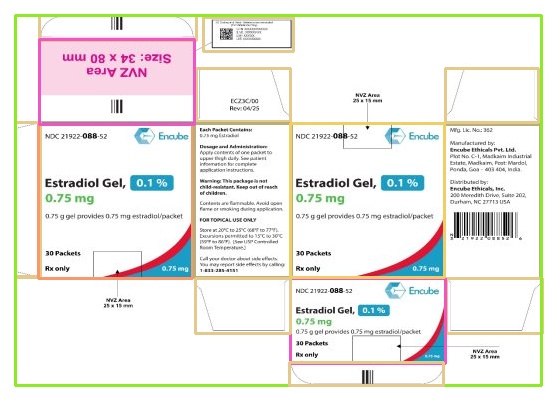 NVZ Area
Size: 34 x 80 mm
ECZ3C/00
Rev: 04/25
NVZ Area
25 x 15 mm
NDC 21922-088-52
Encube
Estradiol Gel, 0.1 %
0.75 mg
0.75 g gel provides 0.75 mg estradiol/packet
30 Packets
Rx only
0.75 mg
NVZ Area
25 x 15 mm
Each Packet Contains:
0.75 mg Estradiol
Dosage and Administration:
Apply contents of one packet to
upper thigh daily. See patient
information for complete
application instructions.
Warning: This package is not
child-resistant. Keep out of reach
of children.
Contents are flammable. Avoid open
flame or smoking during application.
FOR TOPICAL USE ONLY
Store at 20°C to 25°C (68°F to 77°F).
Excursions permitted to 15°C to 30°C
(59°F to 86°F). [See USP Controlled
Room Temperature.]
Call your doctor about side effects.
You may report side effects by calling:
1-833-285-4151
NDC 21922-088-52
Encube
Estradiol Gel, 0.1 %
0.75 mg
0.75 g gel provides 0.75 mg estradiol/packet
30 Packets
Rx only
0.75 mg
Mfg. Lic. No.: 362
Manufactured by:
Encube Ethicals Pvt. Ltd.
Plot No. C-1, Madkaim Industrial
Estate, Madkaim, Post: Mardol,
Ponda, Goa - 403 404, India.
Distributed by:
Encube Ethicals, Inc.
200 Meredith Drive, Suite 202,
Durham, NC 27713 USA
NDC 21922-088-52
Encube
Estradiol Gel, 0.1 %
0.75 mg
0.75 g gel provides 0.75 mg estradiol/packet
30 Packets
Rx only
0.75 mg
NVZ Area
25 x 15 mm